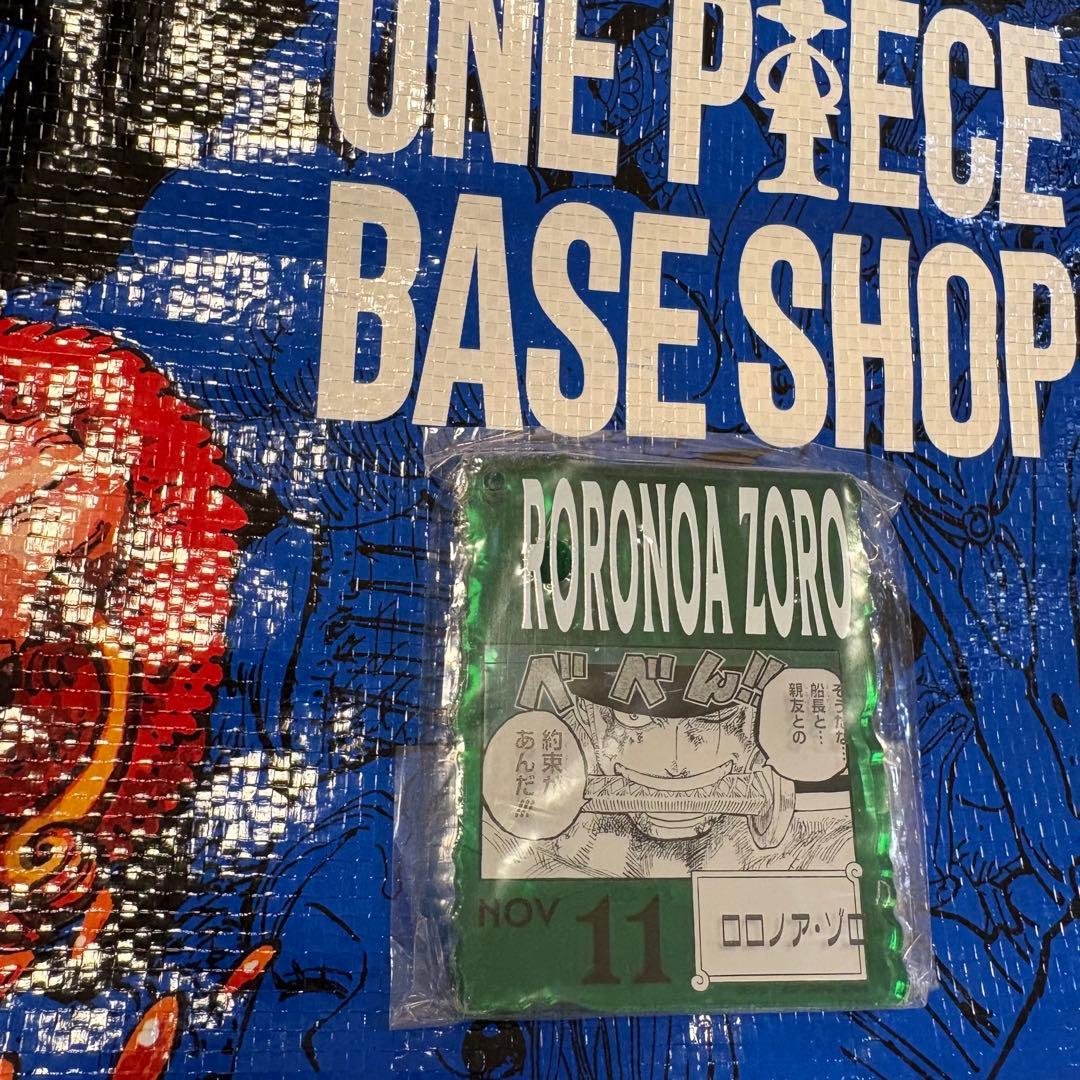 ONE PIECE
BASE SHOP
RORONOA ZORO
べべん!!
そうだな…
船長と…
親友との
約束が
あんだ!!!
NOV 11
ロロノア・ゾロ